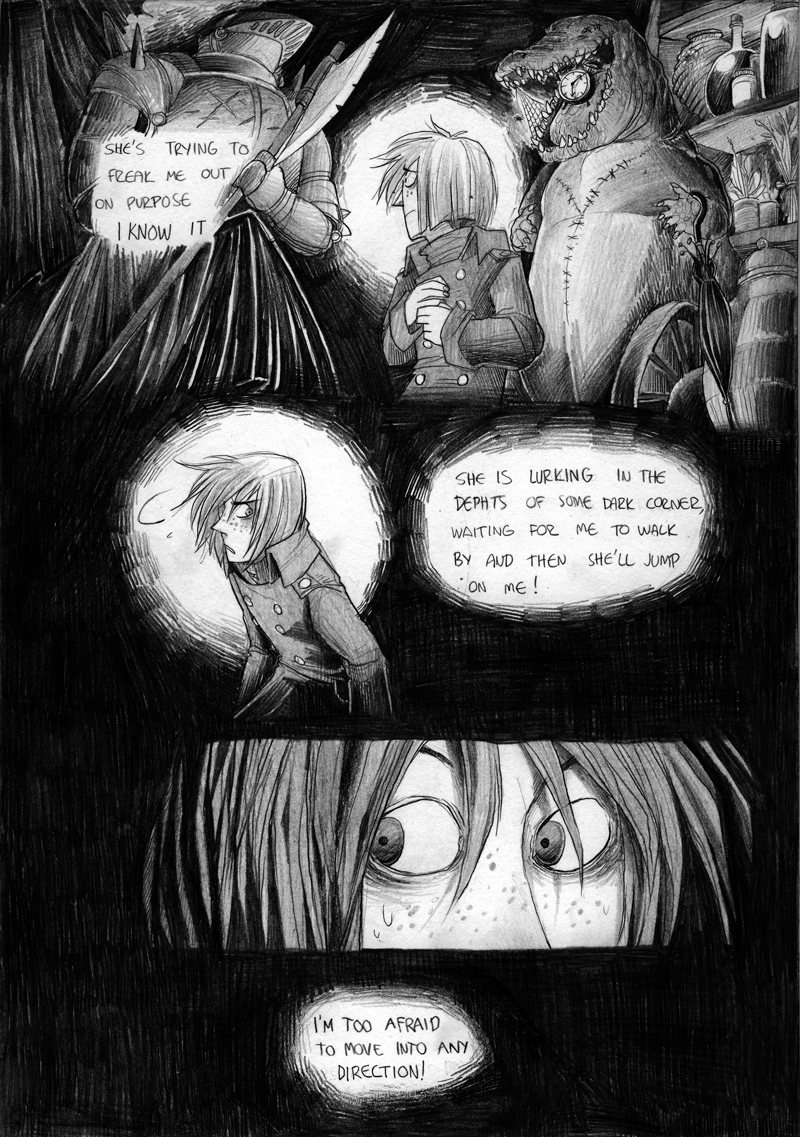 SHE'S TRYING TO
FREAK ME OUT
ON PURPOSE
I KNOW IT
SHE IS LURKING IN THE
DEPHTS OF SOME DARK CORNER,
WAITING FOR ME TO WALK
BY AND THEN SHE'LL JUMP
ON ME!
I'M TOO AFRAID
TO MOVE INTO ANY
DIRECTION!